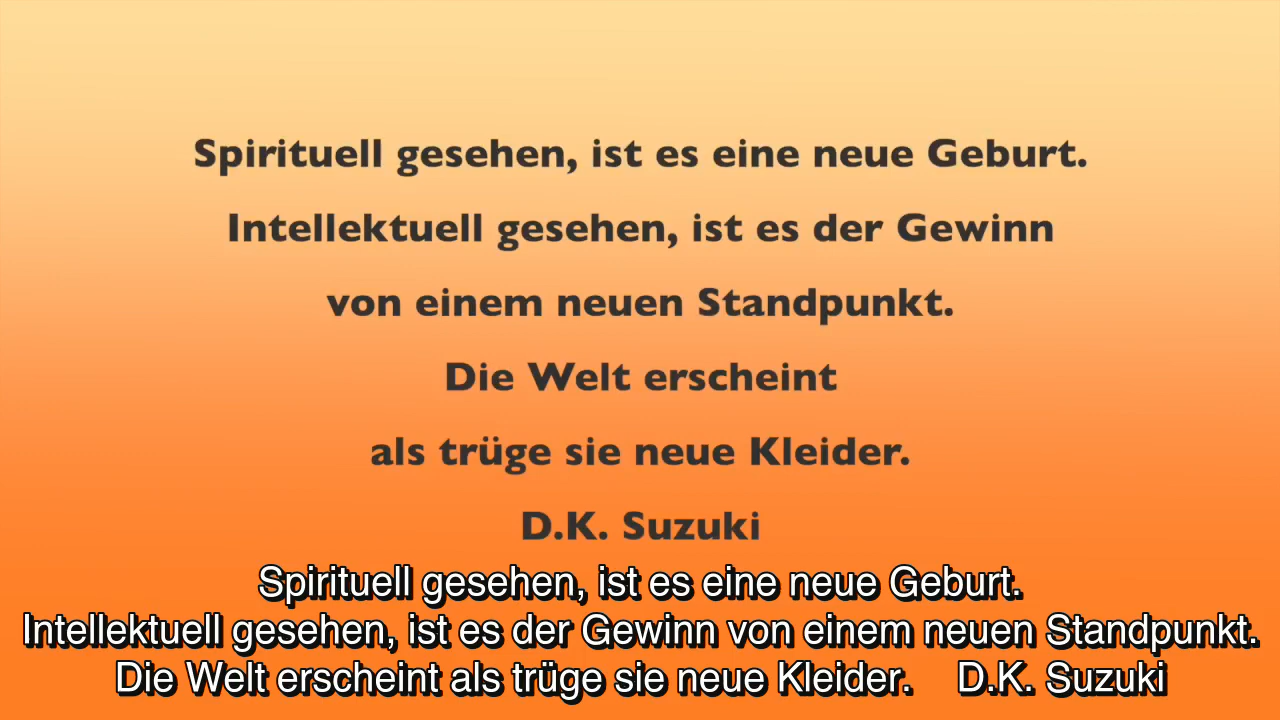 Spirituell gesehen, ist es eine neue Geburt.
Intellektuell gesehen, ist es der Gewinn
von einem neuen Standpunkt.
Die Welt erscheint
als trüge sie neue Kleider.
D.K. Suzuki
Spirituell gesehen, ist es eine neue Geburt.
Intellektuell gesehen, ist es der Gewinn von einem neuen Standpunkt.
Die Welt erscheint als trüge sie neue Kleider. D.K. Suzuki